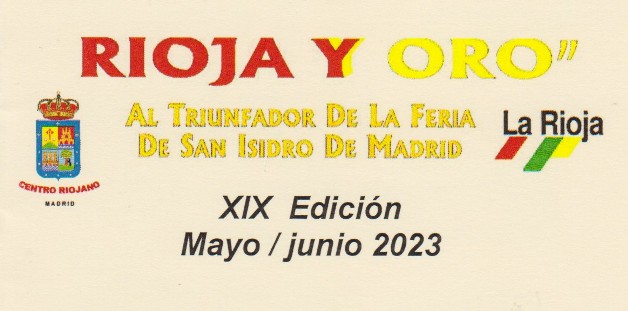 RIOJA Y ORO"
AL TRIUNFADOR DE LA FERIA
DE SAN ISIDRO DE MADRID
La Rioja
CENTRO RIOJANO
MADRID
XIX Edición
Mayo / junio 2023